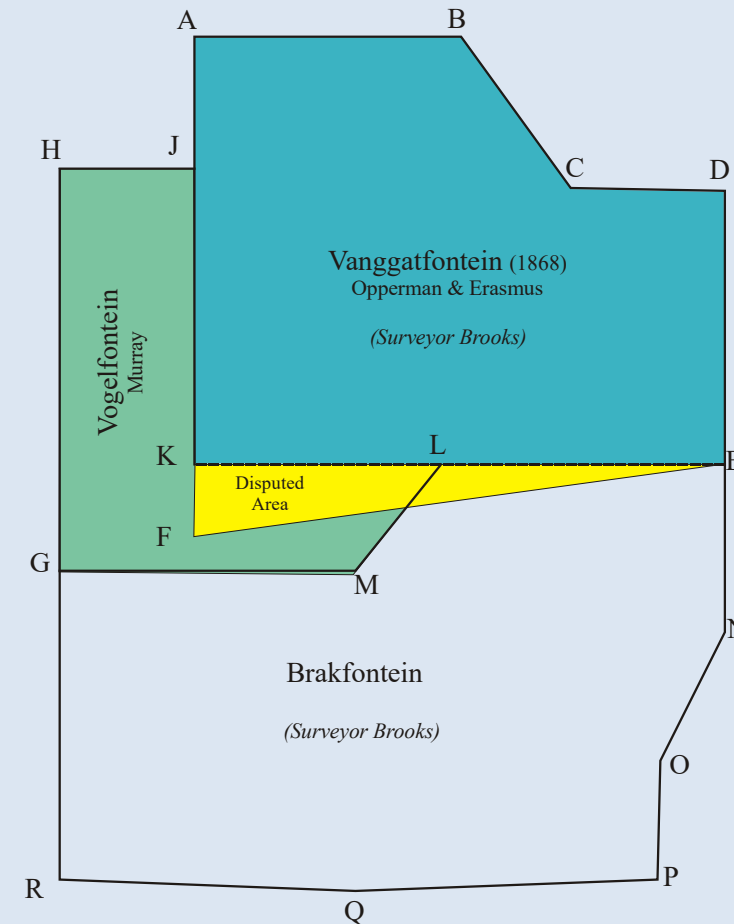 A
B
H
J
C
D
Vanggatfontein (1868)
Opperman & Erasmus
(Surveyor Brooks)
Vogelfontein
Murray
K
L
E
Disputed
Area
F
G
M
N
Brakfontein
(Surveyor Brooks)
O
R
P
Q